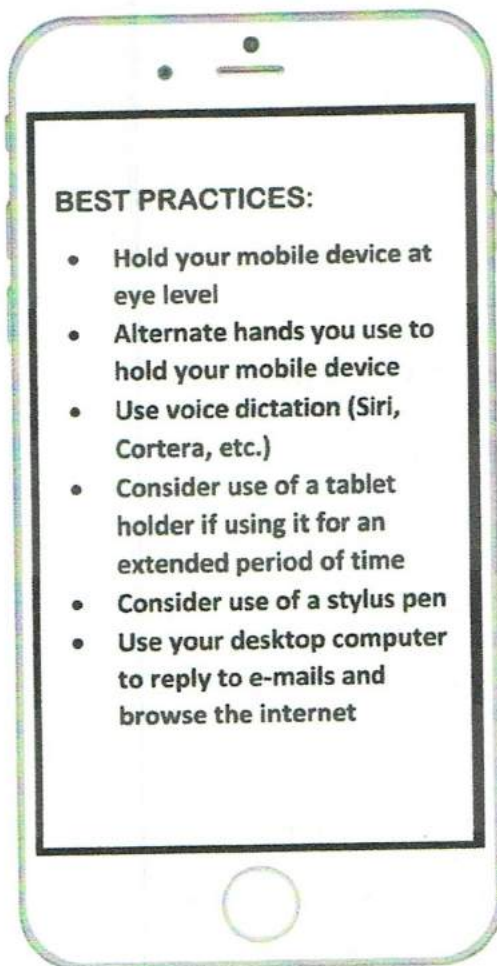 BEST PRACTICES:
• Hold your mobile device at
eye level
• Alternate hands you use to
hold your mobile device
• Use voice dictation (Siri,
Cortera, etc.)
• Consider use of a tablet
holder if using it for an
extended period of time
• Consider use of a stylus pen
• Use your desktop computer
to reply to e-mails and
browse the internet